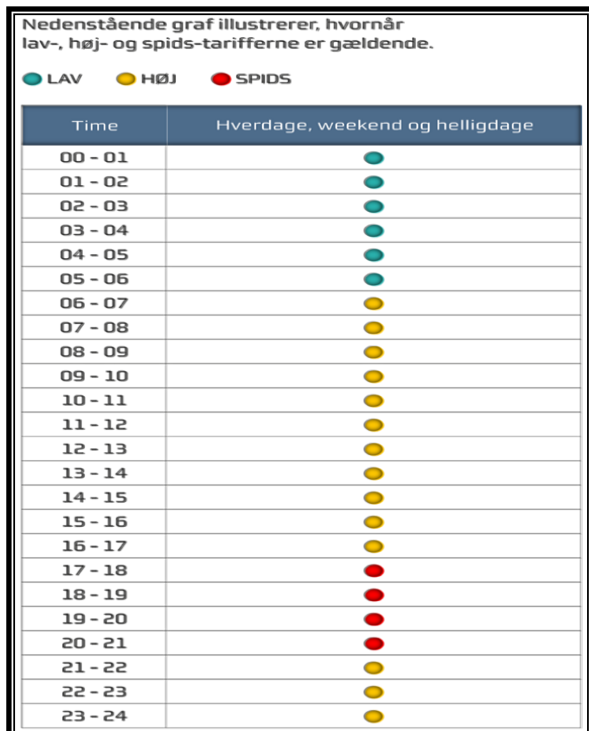 Nedenstående graf illustrerer, hvornår
lav-, høj- og spids-tarifferne er gældende.
LAV HØJ SPIDS
Time Hverdage, weekend og helligdage
00 - 01
01 - 02
02 - 03
03 - 04
04 - 05
05 - 06
06 - 07
07 - 08
08 - 09
09 - 10
10 - 11
11 - 12
12 - 13
13 - 14
14 - 15
15 - 16
16 - 17
17 - 18
18 - 19
19 - 20
20 - 21
21 - 22
22 - 23
23 - 24